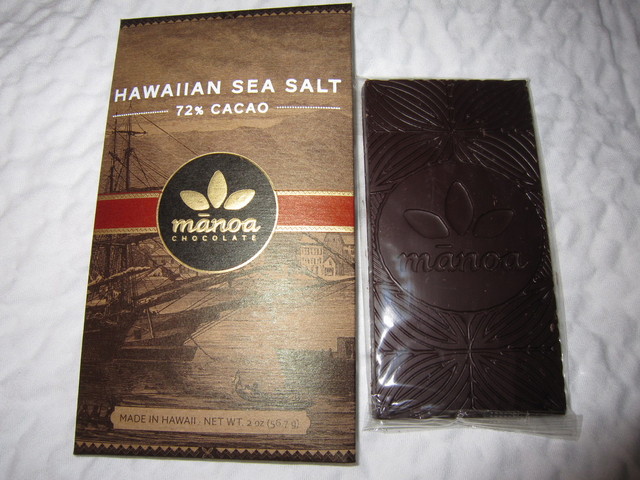 HAWAIIAN SEA SALT
72% CACAO
mānoa
CHOCOLATE
MADE IN HAWAII . NET WT. 2 oz (56.7 g)
mānoa